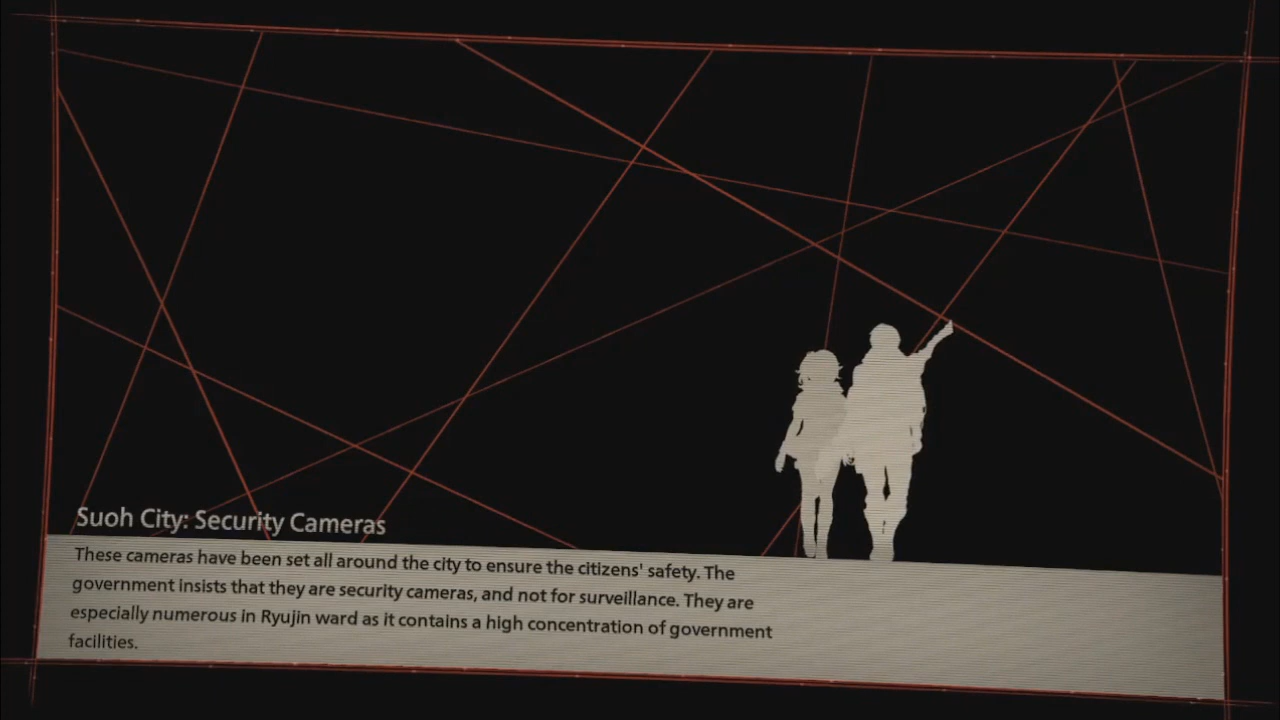 Suoh City: Security Cameras
These cameras have been set all around the city to ensure the citizens' safety. The
government insists that they are security cameras, and not for surveillance. They are
especially numerous in Ryujin ward as it contains a high concentration of government
facilities.